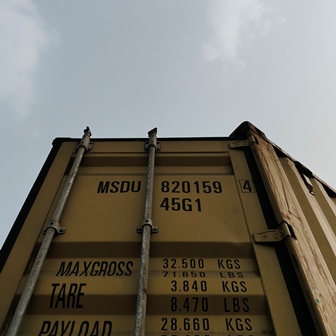 MSDU 820159 4
45G1
MAXGROSS 32.500 KGS
71.650 LBS
TARE 3.840 KGS
8.470 LBS
PAYLOAD 28.660 KGS